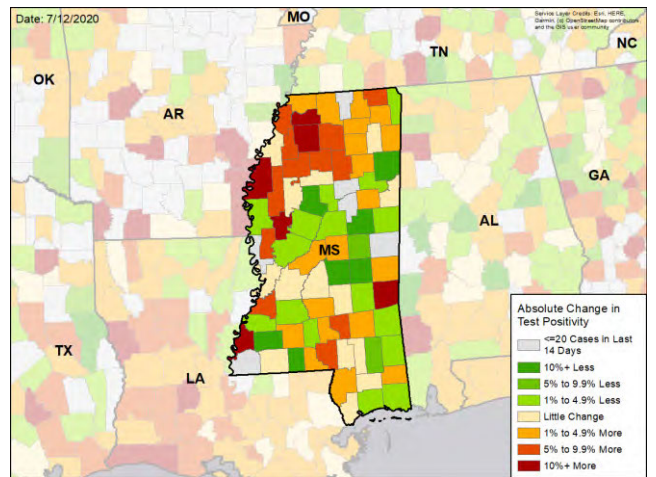 Date: 7/12/2020
Service Layer Credits: Esri, HERE,
Garmin, (c) OpenStreetMap contributors,
and the GIS user community
MO
NC
TN
OK
AR
GA
AL
MS
TX
LA
Absolute Change in
Test Positivity
<=20 Cases in Last
14 Days
10%+ Less
5% to 9.9% Less
1% to 4.9% Less
Little Change
1% to 4.9% More
5% to 9.9% More
10%+ More